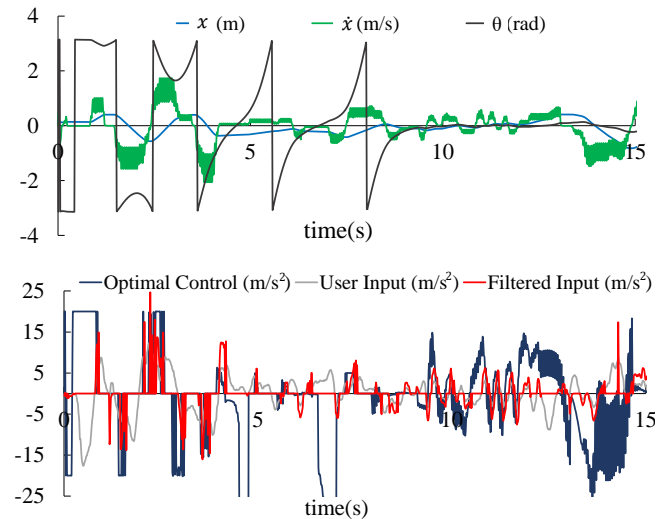 4
x (m) ẋ (m/s) θ (rad)
2
0
0 5 10 15
-2
-4
time(s)
25
Optimal Control (m/s²) User Input (m/s²) Filtered Input (m/s²)
15
5
-5
0 5 10 15
-15
-25
time(s)